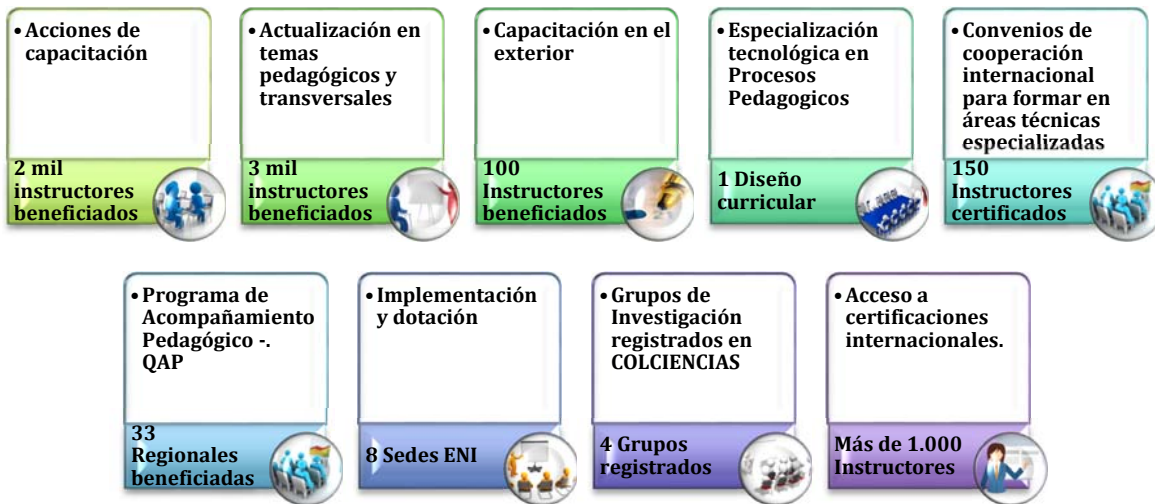 • Acciones de
capacitación
2 mil
instructores
beneficiados
• Actualización en
temas
pedagógicos y
transversales
3 mil
instructores
beneficiados
• Capacitación en el
exterior
100
Instructores
beneficiados
• Especialización
tecnológica en
Procesos
Pedagogicos
1 Diseño
curricular
• Convenios de
cooperación
internacional
para formar en
áreas técnicas
especializadas
150
Instructores
certificados
• Programa de
Acompañamiento
Pedagógico -.
QAP
33
Regionales
beneficiadas
• Implementación
y dotación
8 Sedes ENI
• Grupos de
Investigación
registrados en
COLCIENCIAS
4 Grupos
registrados
• Acceso a
certificaciones
internacionales.
Más de 1.000
Instructores